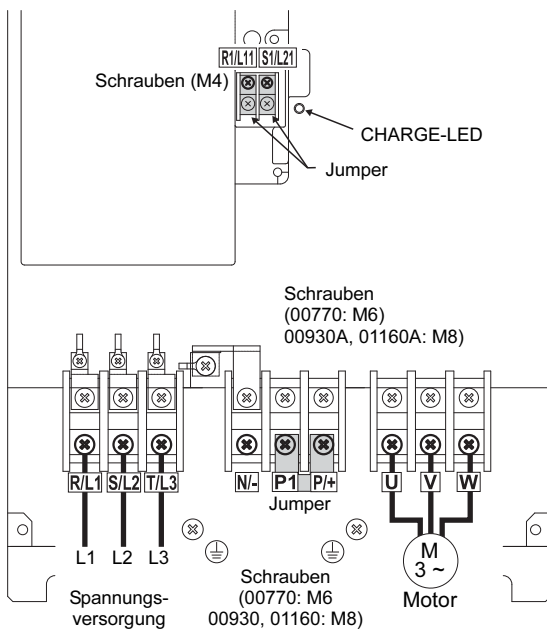 R1/L11 S1/L21
Schrauben (M4)
CHARGE-LED
Jumper
Schrauben
(00770: M6)
00930A, 01160A: M8)
R/L1 S/L2 T/L3 N/- P1 P/+ U V W
Jumper
L1 L2 L3
M
3 ~
Motor
Spannungs-
versorgung
Schrauben
(00770: M6
00930, 01160: M8)